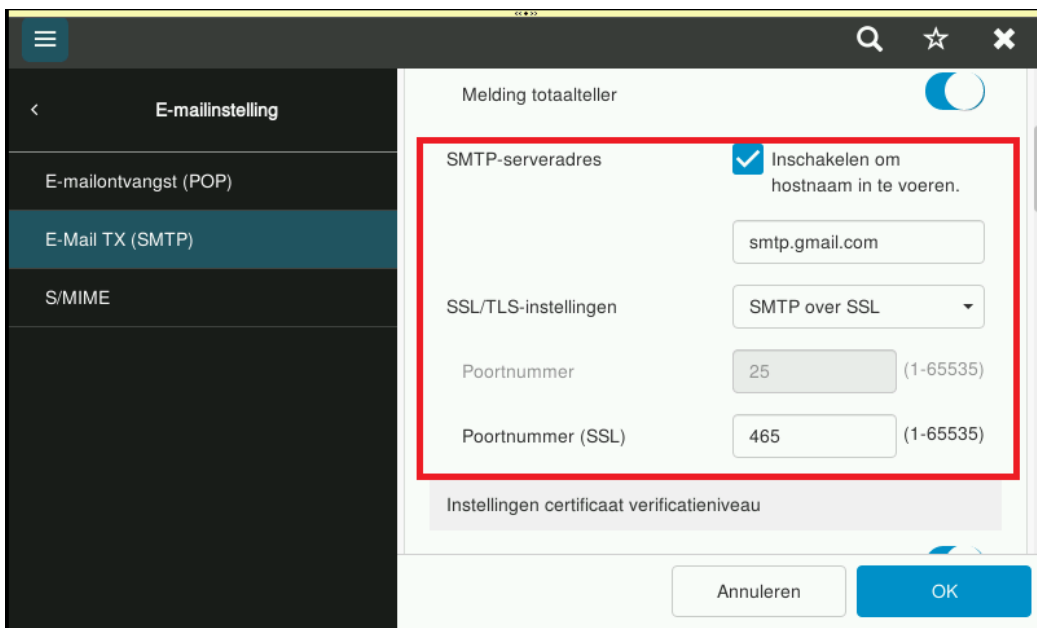 E-mailinstelling
E-mailontvangst (POP)
E-Mail TX (SMTP)
S/MIME
Melding totaalteller
SMTP-serveradres
Inschakelen om
hostnaam in te voeren.
smtp.gmail.com
SSL/TLS-instellingen
SMTP over SSL
Poortnummer
25
(1-65535)
Poortnummer (SSL)
465
(1-65535)
Instellingen certificaat verificatieniveau
Annuleren
OK